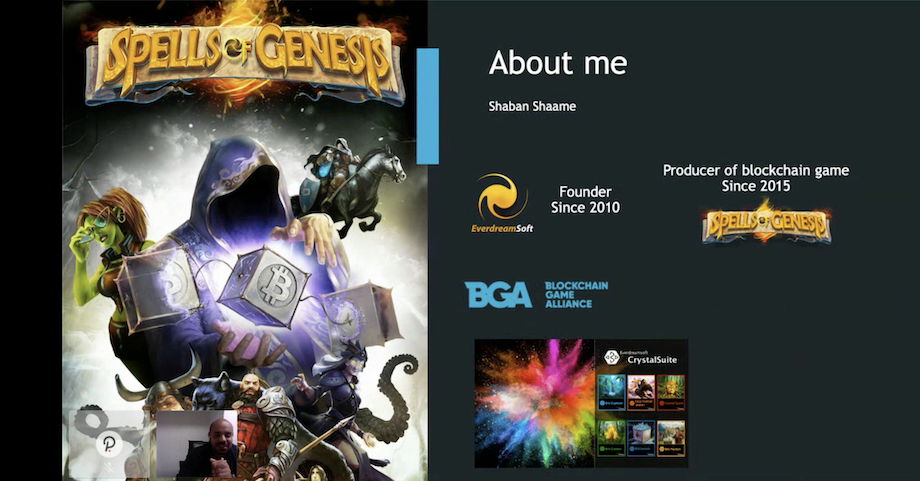 SPELLS OF GENESIS
About me
Shaban Shaame
Producer of blockchain game
Since 2015
Founder
Since 2010
EverdreamSoft
SPELLS OF GENESIS
BGA
BLOCKCHAIN
GAME
ALLIANCE
Everdreamsoft
CrystalSuite